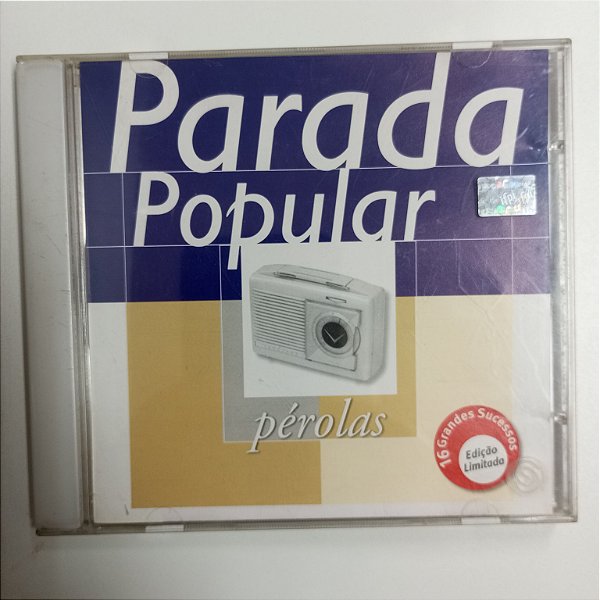 Parada
Popular
pérolas
16 Grandes Sucessos
Edição
Limitada